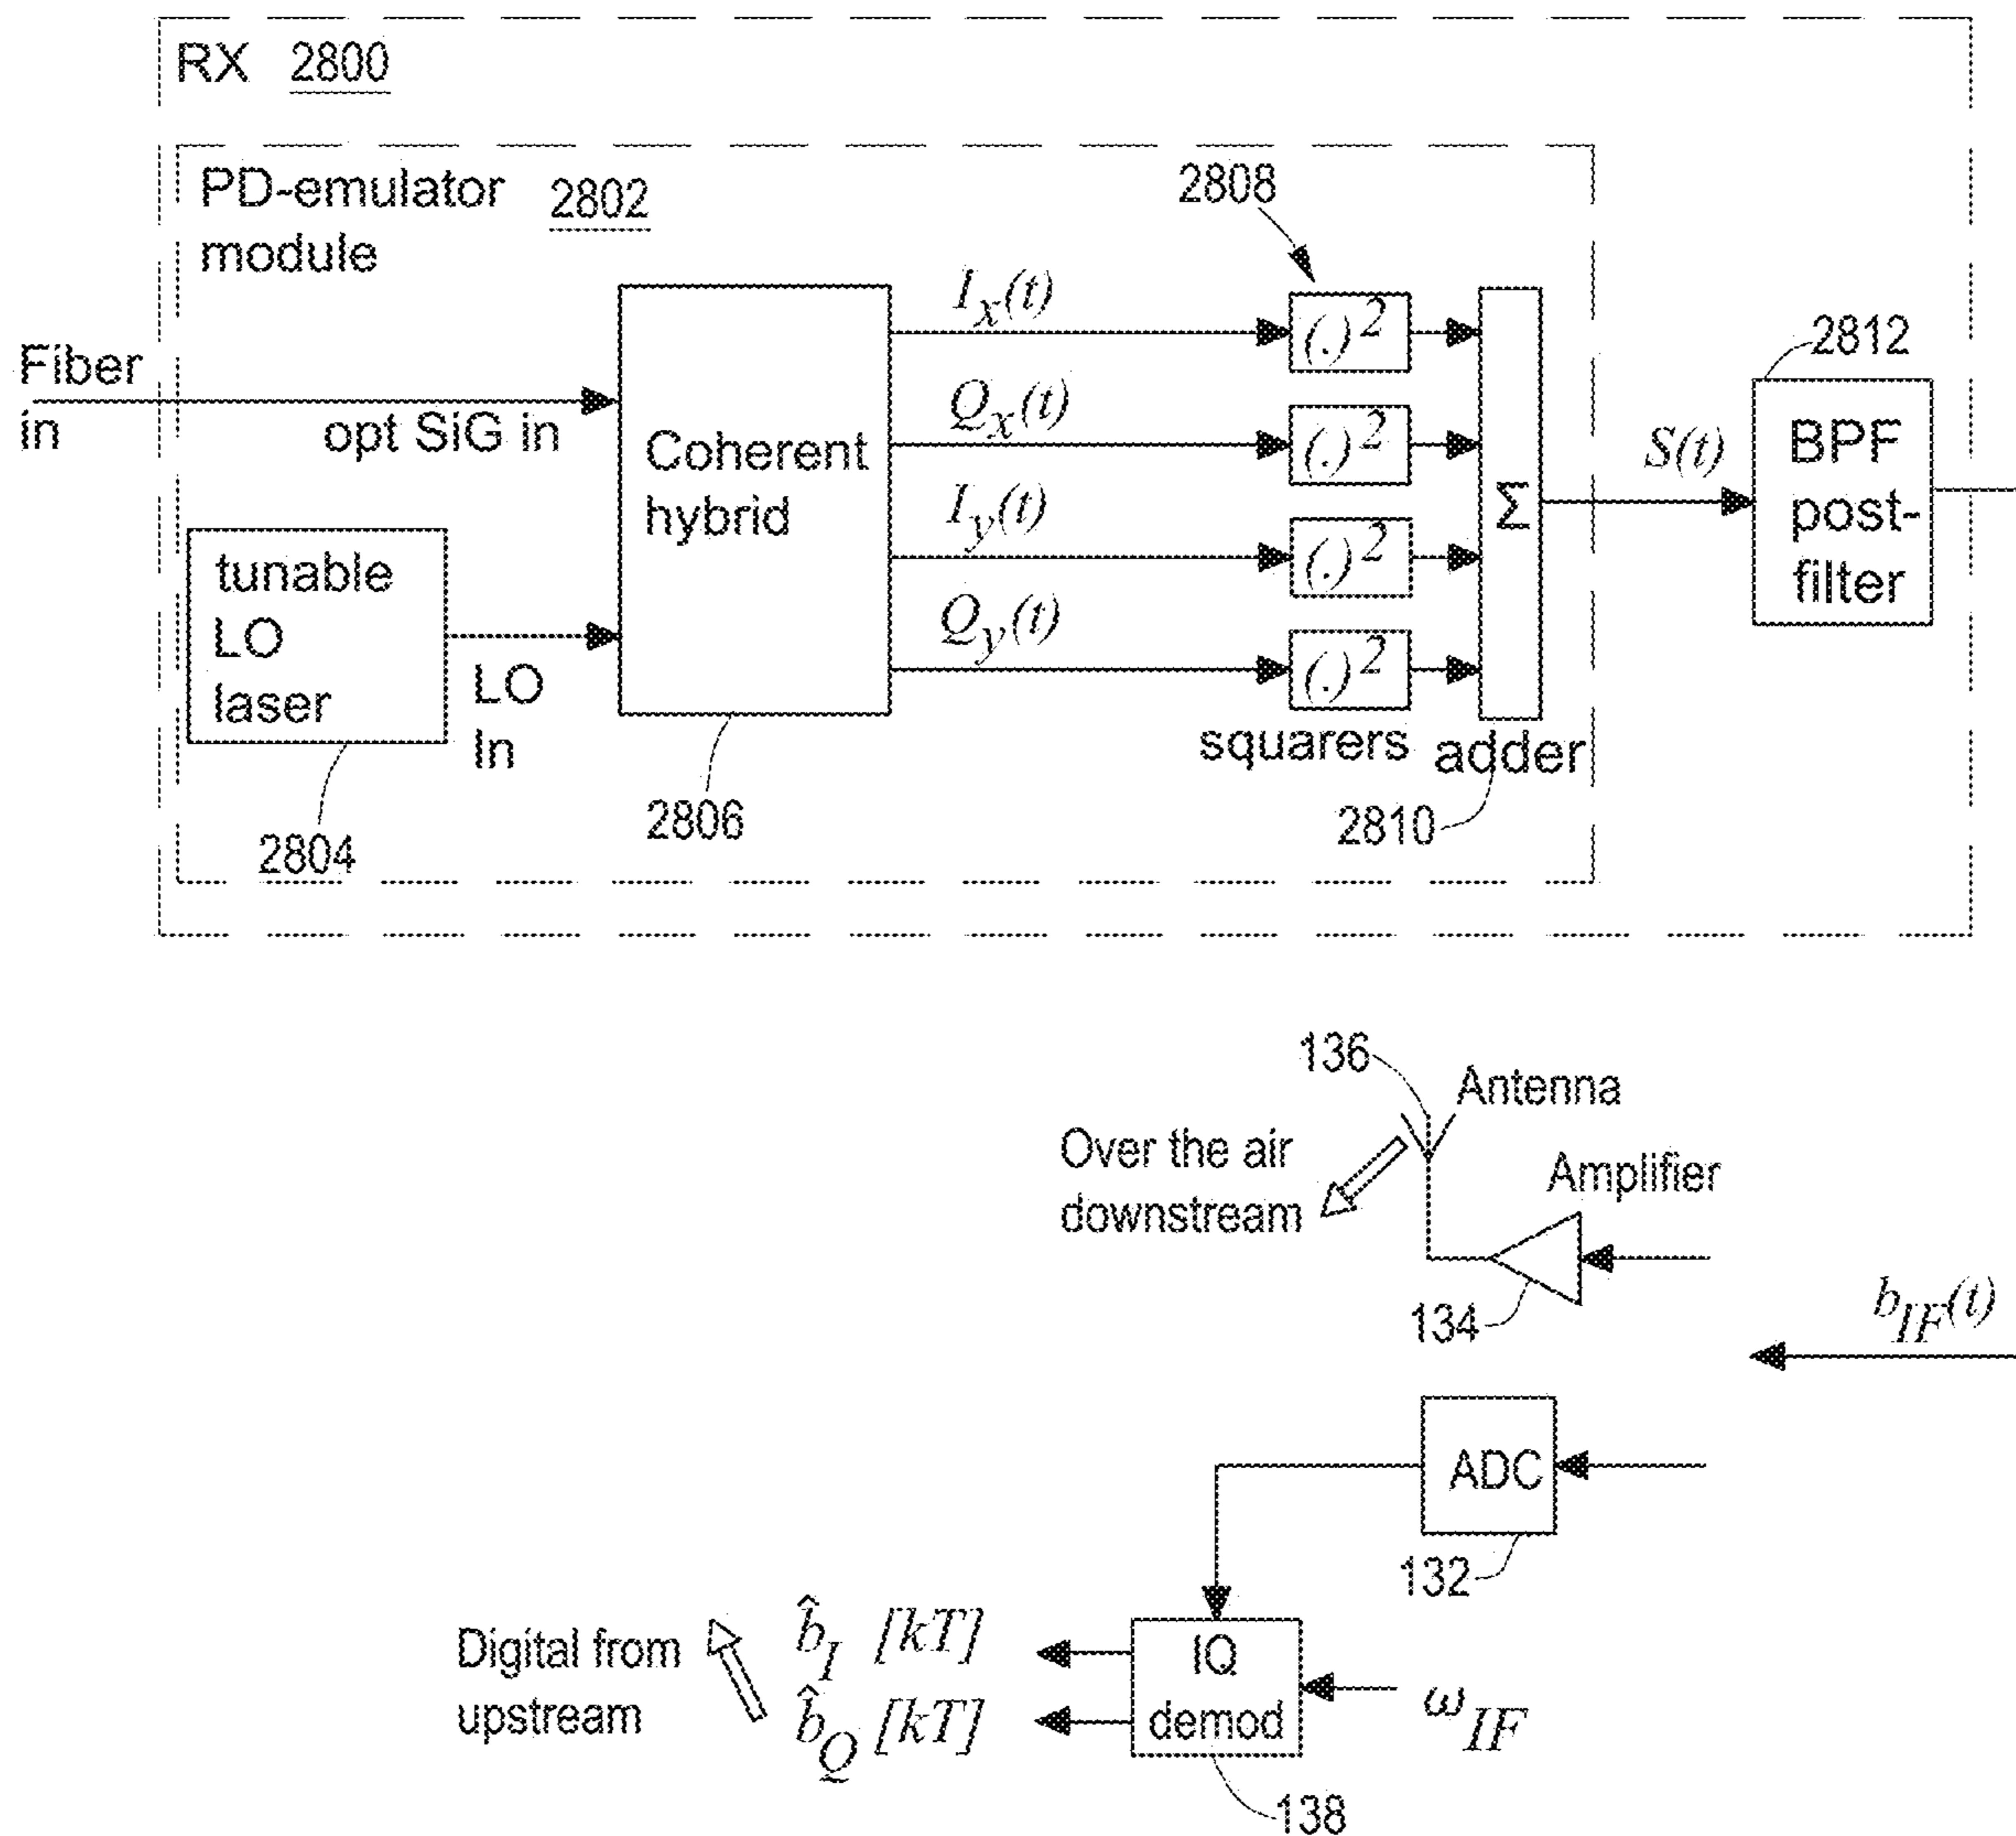 RX 2800
PD-emulator 2802
module
2808
Fiber
in
opt SiG in
tunable
LO
laser
LO
In
2804
Coherent
hybrid
2806
I_x(t)
Q_x(t)
I_y(t)
Q_y(t)
(.)²
(.)²
(.)²
(.)²
squarers
Σ
adder
2810
S(t)
2812
BPF
post-
filter
136
Antenna
Over the air
downstream
Amplifier
134
b_IF(t)
ADC
132
Digital from
upstream
b̂_I [kT]
b̂_Q [kT]
IQ
demod
ω_IF
138